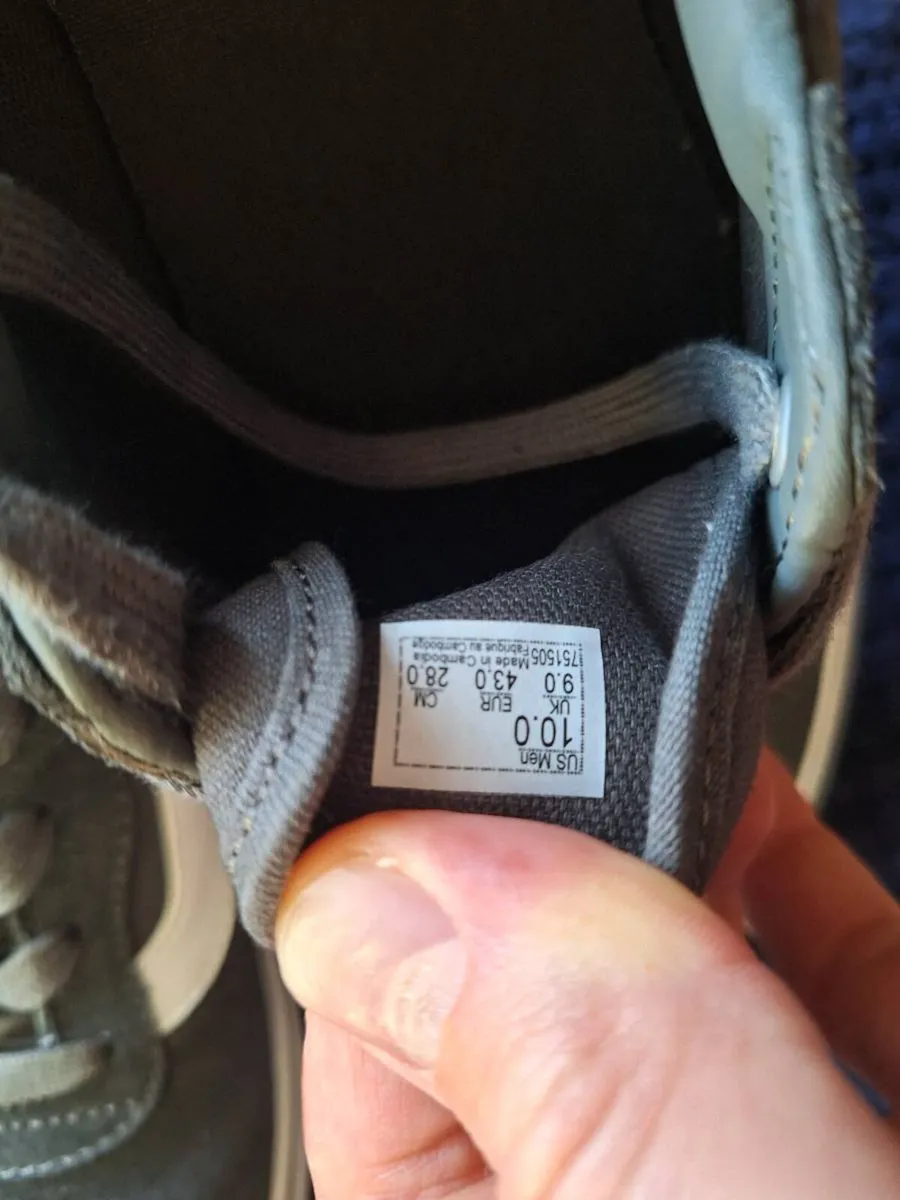 US Men
10.0
UK EUR CM
9.0 43.0 28.0
751505 Made in Cambodia
Fabriqué au Cambodge